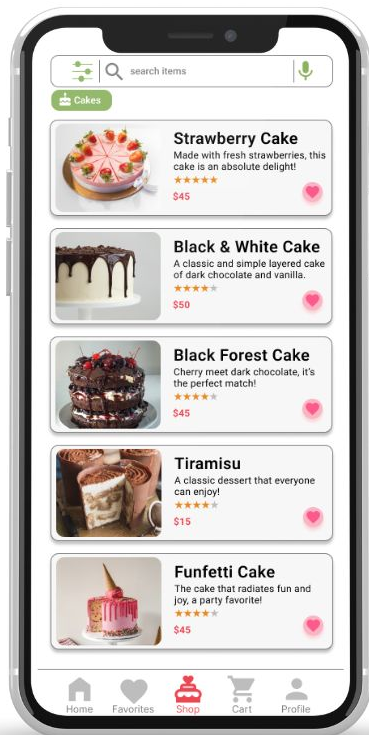 search items
Cakes
Strawberry Cake
Made with fresh strawberries, this
cake is an absolute delight!
$45
Black & White Cake
A classic and simple layered cake
of dark chocolate and vanilla.
$50
Black Forest Cake
Cherry meet dark chocolate, it's
the perfect match!
$45
Tiramisu
A classic dessert that everyone
can enjoy!
$15
Funfetti Cake
The cake that radiates fun and
joy, a party favorite!
$45
Home Favorites Shop Cart Profile